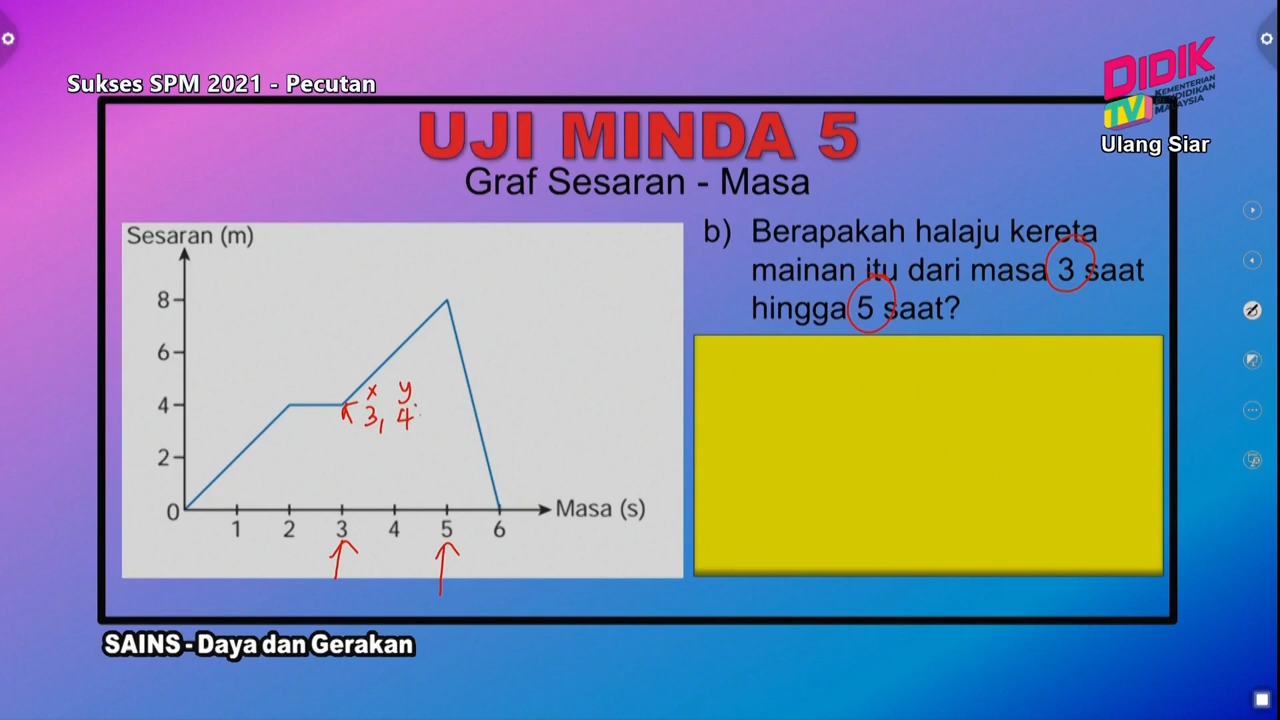 Sukses SPM 2021 - Pecutan
DIDIK
TV
KEMENTERIAN
PENDIDIKAN
MALAYSIA
Ulang Siar
UJI MINDA 5
Graf Sesaran - Masa
Sesaran (m)
8
6
4
2
0
1 2 3 4 5 6
Masa (s)
x y
3, 4
b) Berapakah halaju kereta
mainan itu dari masa 3 saat
hingga 5 saat?
SAINS - Daya dan Gerakan